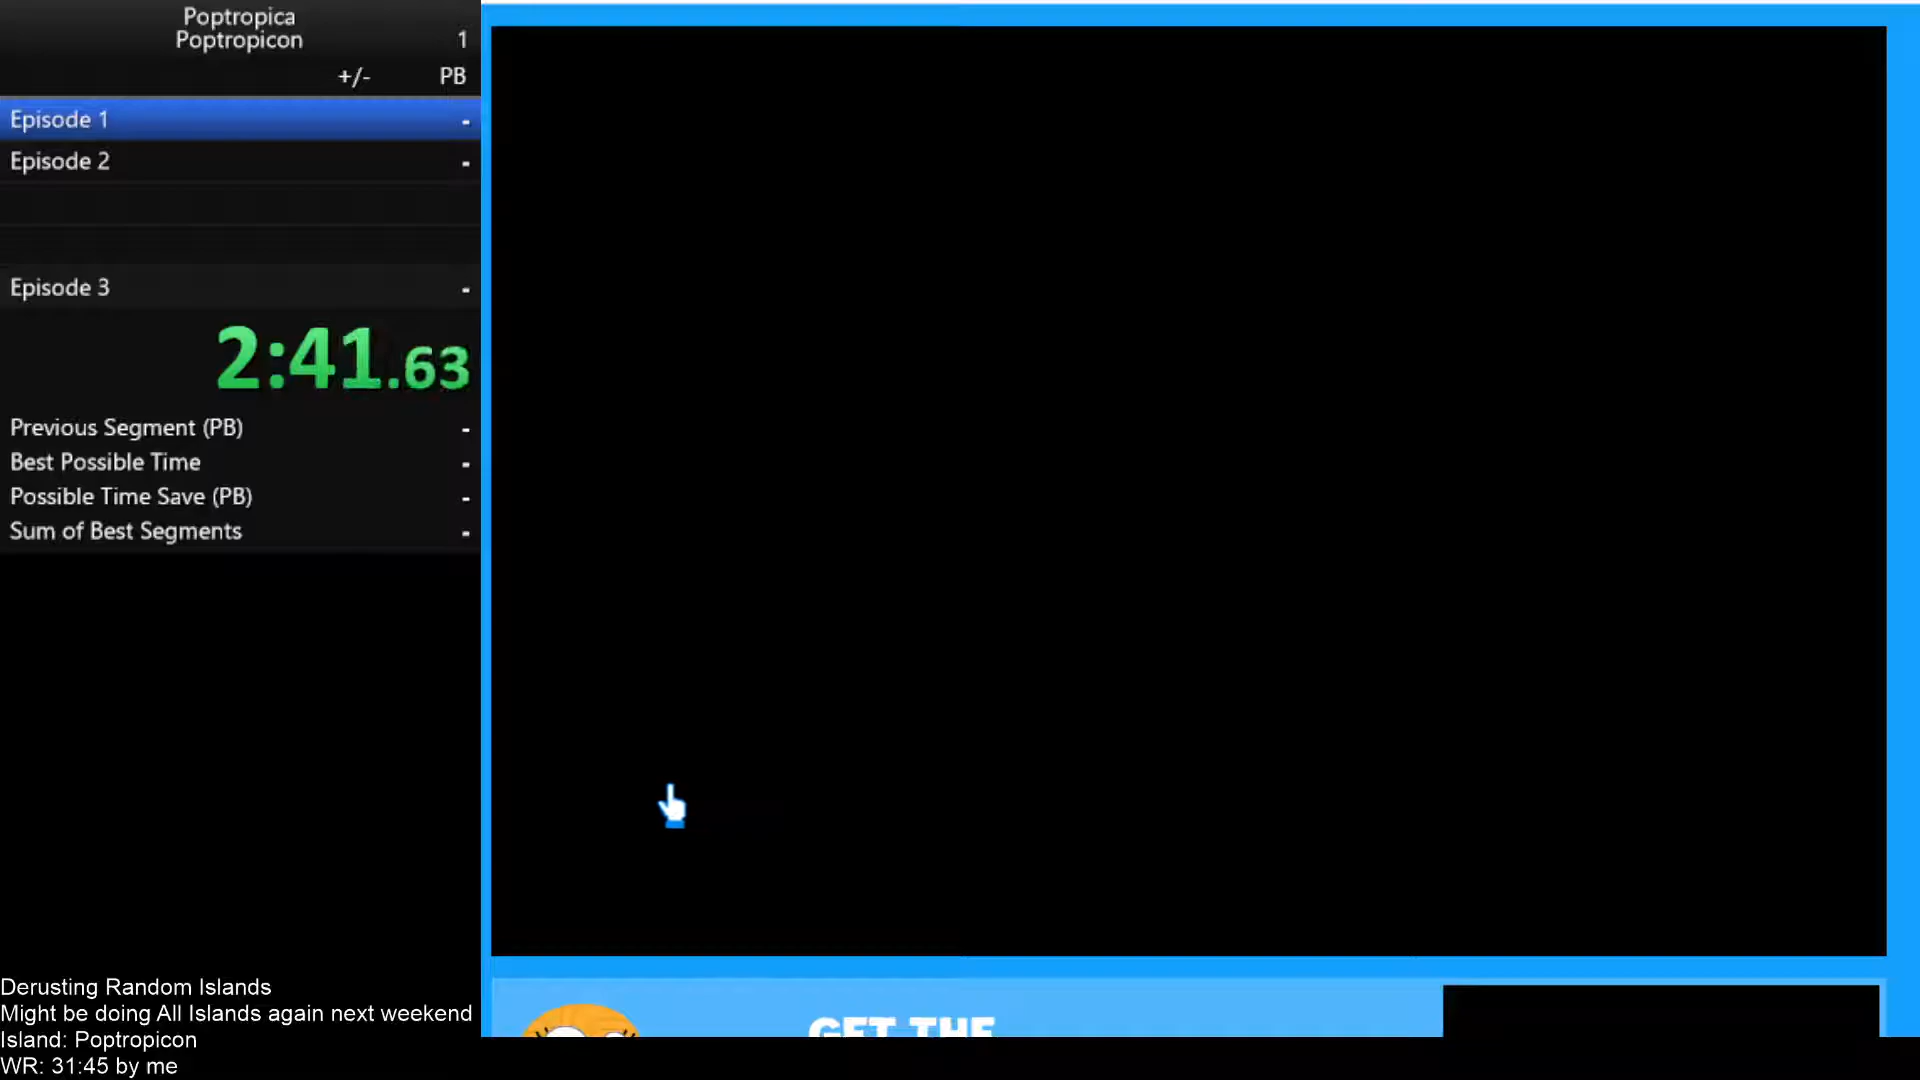 Poptropica
Poptropicon 1
+/- PB
Episode 1 -
Episode 2 -
Episode 3 -
2:41.63
Previous Segment (PB) -
Best Possible Time -
Possible Time Save (PB) -
Sum of Best Segments -
Derusting Random Islands
Might be doing All Islands again next weekend
Island: Poptropicon
WR: 31:45 by me
GET THE